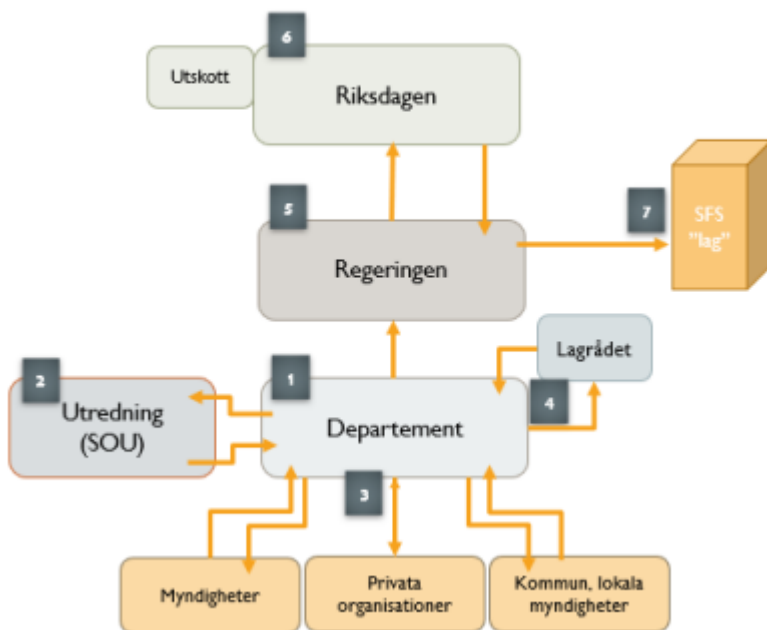 6
Utskott
Riksdagen
5
7
SFS
"lag"
Regeringen
Lagrådet
2
1
4
Utredning
(SOU)
Departement
3
Myndigheter
Privata
organisationer
Kommun, lokala
myndigheter